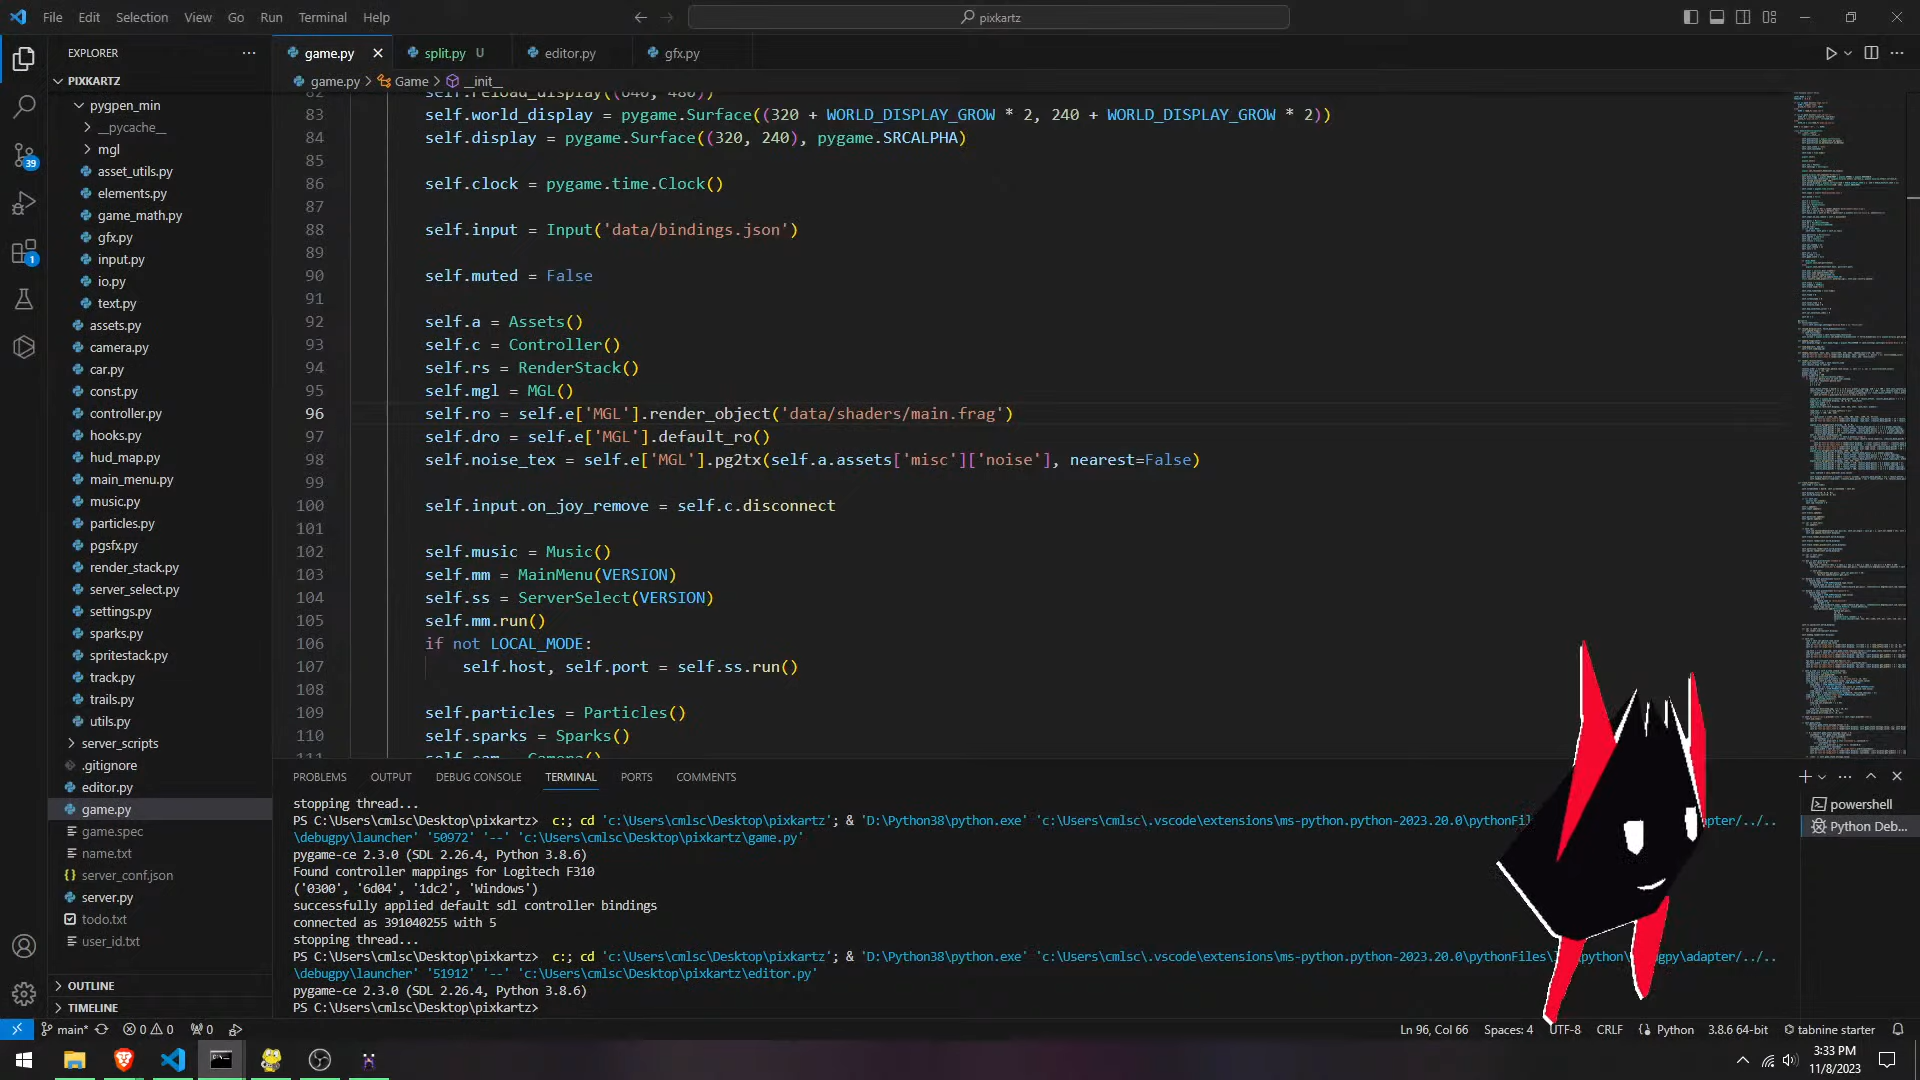 File Edit Selection View Go Run Terminal Help
pixkartz
EXPLORER
PIXKARTZ
pygpen_min
__pycache__
mgl
asset_utils.py
elements.py
game_math.py
gfx.py
input.py
io.py
text.py
assets.py
camera.py
car.py
const.py
controller.py
hooks.py
hud_map.py
main_menu.py
music.py
particles.py
pgsfx.py
render_stack.py
server_select.py
settings.py
sparks.py
spritestack.py
track.py
trails.py
utils.py
server_scripts
.gitignore
editor.py
game.py
game.spec
name.txt
server_conf.json
server.py
todo.txt
user_id.txt
OUTLINE
TIMELINE
39
1
game.py split.py U editor.py gfx.py
game.py > Game > __init__
82 self.reload_display((640, 480))
83 self.world_display = pygame.Surface((320 + WORLD_DISPLAY_GROW * 2, 240 + WORLD_DISPLAY_GROW * 2))
84 self.display = pygame.Surface((320, 240), pygame.SRCALPHA)
85
86 self.clock = pygame.time.Clock()
87
88 self.input = Input('data/bindings.json')
89
90 self.muted = False
91
92 self.a = Assets()
93 self.c = Controller()
94 self.rs = RenderStack()
95 self.mgl = MGL()
96 self.ro = self.e['MGL'].render_object('data/shaders/main.frag')
97 self.dro = self.e['MGL'].default_ro()
98 self.noise_tex = self.e['MGL'].pg2tx(self.a.assets['misc']['noise'], nearest=False)
99
100 self.input.on_joy_remove = self.c.disconnect
101
102 self.music = Music()
103 self.mm = MainMenu(VERSION)
104 self.ss = ServerSelect(VERSION)
105 self.mm.run()
106 if not LOCAL_MODE:
107 self.host, self.port = self.ss.run()
108
109 self.particles = Particles()
110 self.sparks = Sparks()
111 self.cam = Camera()
PROBLEMS OUTPUT DEBUG CONSOLE TERMINAL PORTS COMMENTS
stopping thread...
PS C:\Users\cmlsc\Desktop\pixkartz> c:; cd 'c:\Users\cmlsc\Desktop\pixkartz'; & 'D:\Python38\python.exe' 'c:\Users\cmlsc\.vscode\extensions\ms-python.python-2023.20.0\pythonFil apter/../..
\debugpy\launcher' '50972' '--' 'c:\Users\cmlsc\Desktop\pixkartz\game.py'
pygame-ce 2.3.0 (SDL 2.26.4, Python 3.8.6)
Found controller mappings for Logitech F310
('0300', '6d04', '1dc2', 'Windows')
successfully applied default sdl controller bindings
connected as 391040255 with 5
stopping thread...
PS C:\Users\cmlsc\Desktop\pixkartz> c:; cd 'c:\Users\cmlsc\Desktop\pixkartz'; & 'D:\Python38\python.exe' 'c:\Users\cmlsc\.vscode\extensions\ms-python.python-2023.20.0\pythonFiles\ python gpy\adapter/../..
\debugpy\launcher' '51912' '--' 'c:\Users\cmlsc\Desktop\pixkartz\editor.py'
pygame-ce 2.3.0 (SDL 2.26.4, Python 3.8.6)
PS C:\Users\cmlsc\Desktop\pixkartz>
powershell
Python Deb...
main* 0 0 0 Ln 96, Col 66 Spaces: 4 UTF-8 CRLF Python 3.8.6 64-bit tabnine starter
3:33 PM
11/8/2023